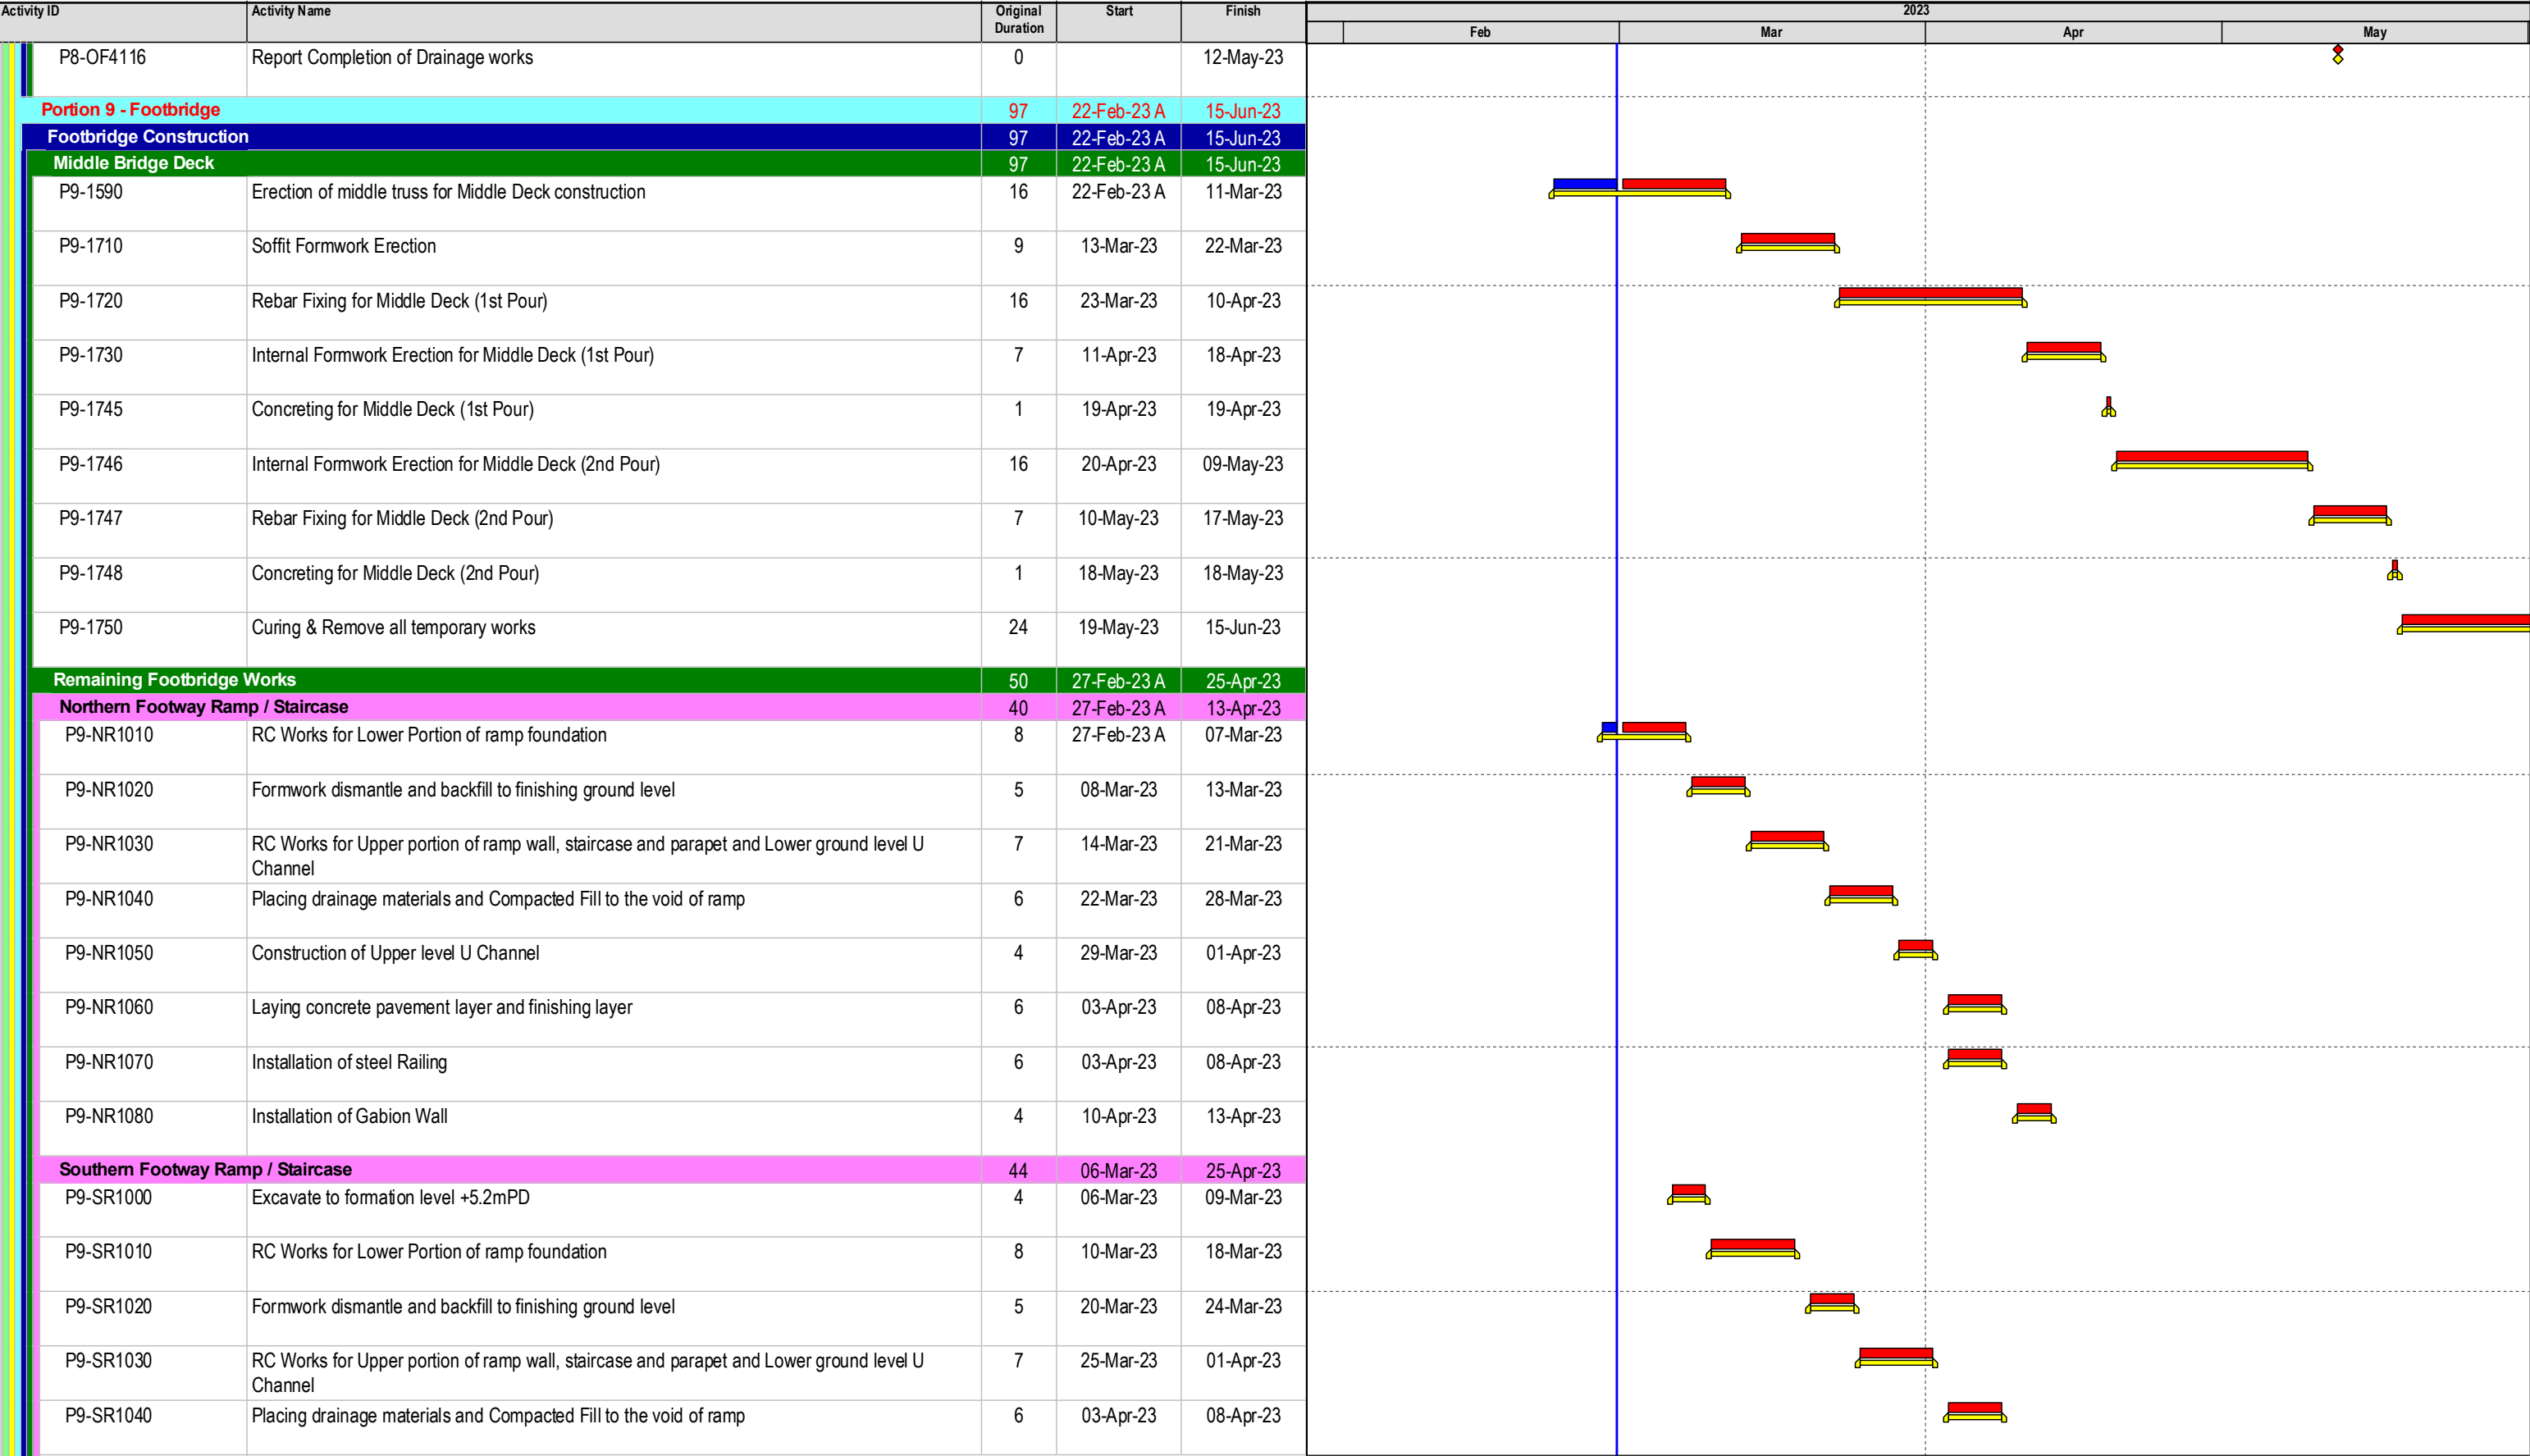 Activity ID Activity Name Original Duration Start Finish 2023
Feb Mar Apr May
P8-OF4116 Report Completion of Drainage works 0 12-May-23
Portion 9 - Footbridge 97 22-Feb-23 A 15-Jun-23
Footbridge Construction 97 22-Feb-23 A 15-Jun-23
Middle Bridge Deck 97 22-Feb-23 A 15-Jun-23
P9-1590 Erection of middle truss for Middle Deck construction 16 22-Feb-23 A 11-Mar-23
P9-1710 Soffit Formwork Erection 9 13-Mar-23 22-Mar-23
P9-1720 Rebar Fixing for Middle Deck (1st Pour) 16 23-Mar-23 10-Apr-23
P9-1730 Internal Formwork Erection for Middle Deck (1st Pour) 7 11-Apr-23 18-Apr-23
P9-1745 Concreting for Middle Deck (1st Pour) 1 19-Apr-23 19-Apr-23
P9-1746 Internal Formwork Erection for Middle Deck (2nd Pour) 16 20-Apr-23 09-May-23
P9-1747 Rebar Fixing for Middle Deck (2nd Pour) 7 10-May-23 17-May-23
P9-1748 Concreting for Middle Deck (2nd Pour) 1 18-May-23 18-May-23
P9-1750 Curing & Remove all temporary works 24 19-May-23 15-Jun-23
Remaining Footbridge Works 50 27-Feb-23 A 25-Apr-23
Northern Footway Ramp / Staircase 40 27-Feb-23 A 13-Apr-23
P9-NR1010 RC Works for Lower Portion of ramp foundation 8 27-Feb-23 A 07-Mar-23
P9-NR1020 Formwork dismantle and backfill to finishing ground level 5 08-Mar-23 13-Mar-23
P9-NR1030 RC Works for Upper portion of ramp wall, staircase and parapet and Lower ground level U 7 14-Mar-23 21-Mar-23
Channel
P9-NR1040 Placing drainage materials and Compacted Fill to the void of ramp 6 22-Mar-23 28-Mar-23
P9-NR1050 Construction of Upper level U Channel 4 29-Mar-23 01-Apr-23
P9-NR1060 Laying concrete pavement layer and finishing layer 6 03-Apr-23 08-Apr-23
P9-NR1070 Installation of steel Railing 6 03-Apr-23 08-Apr-23
P9-NR1080 Installation of Gabion Wall 4 10-Apr-23 13-Apr-23
Southern Footway Ramp / Staircase 44 06-Mar-23 25-Apr-23
P9-SR1000 Excavate to formation level +5.2mPD 4 06-Mar-23 09-Mar-23
P9-SR1010 RC Works for Lower Portion of ramp foundation 8 10-Mar-23 18-Mar-23
P9-SR1020 Formwork dismantle and backfill to finishing ground level 5 20-Mar-23 24-Mar-23
P9-SR1030 RC Works for Upper portion of ramp wall, staircase and parapet and Lower ground level U 7 25-Mar-23 01-Apr-23
Channel
P9-SR1040 Placing drainage materials and Compacted Fill to the void of ramp 6 03-Apr-23 08-Apr-23